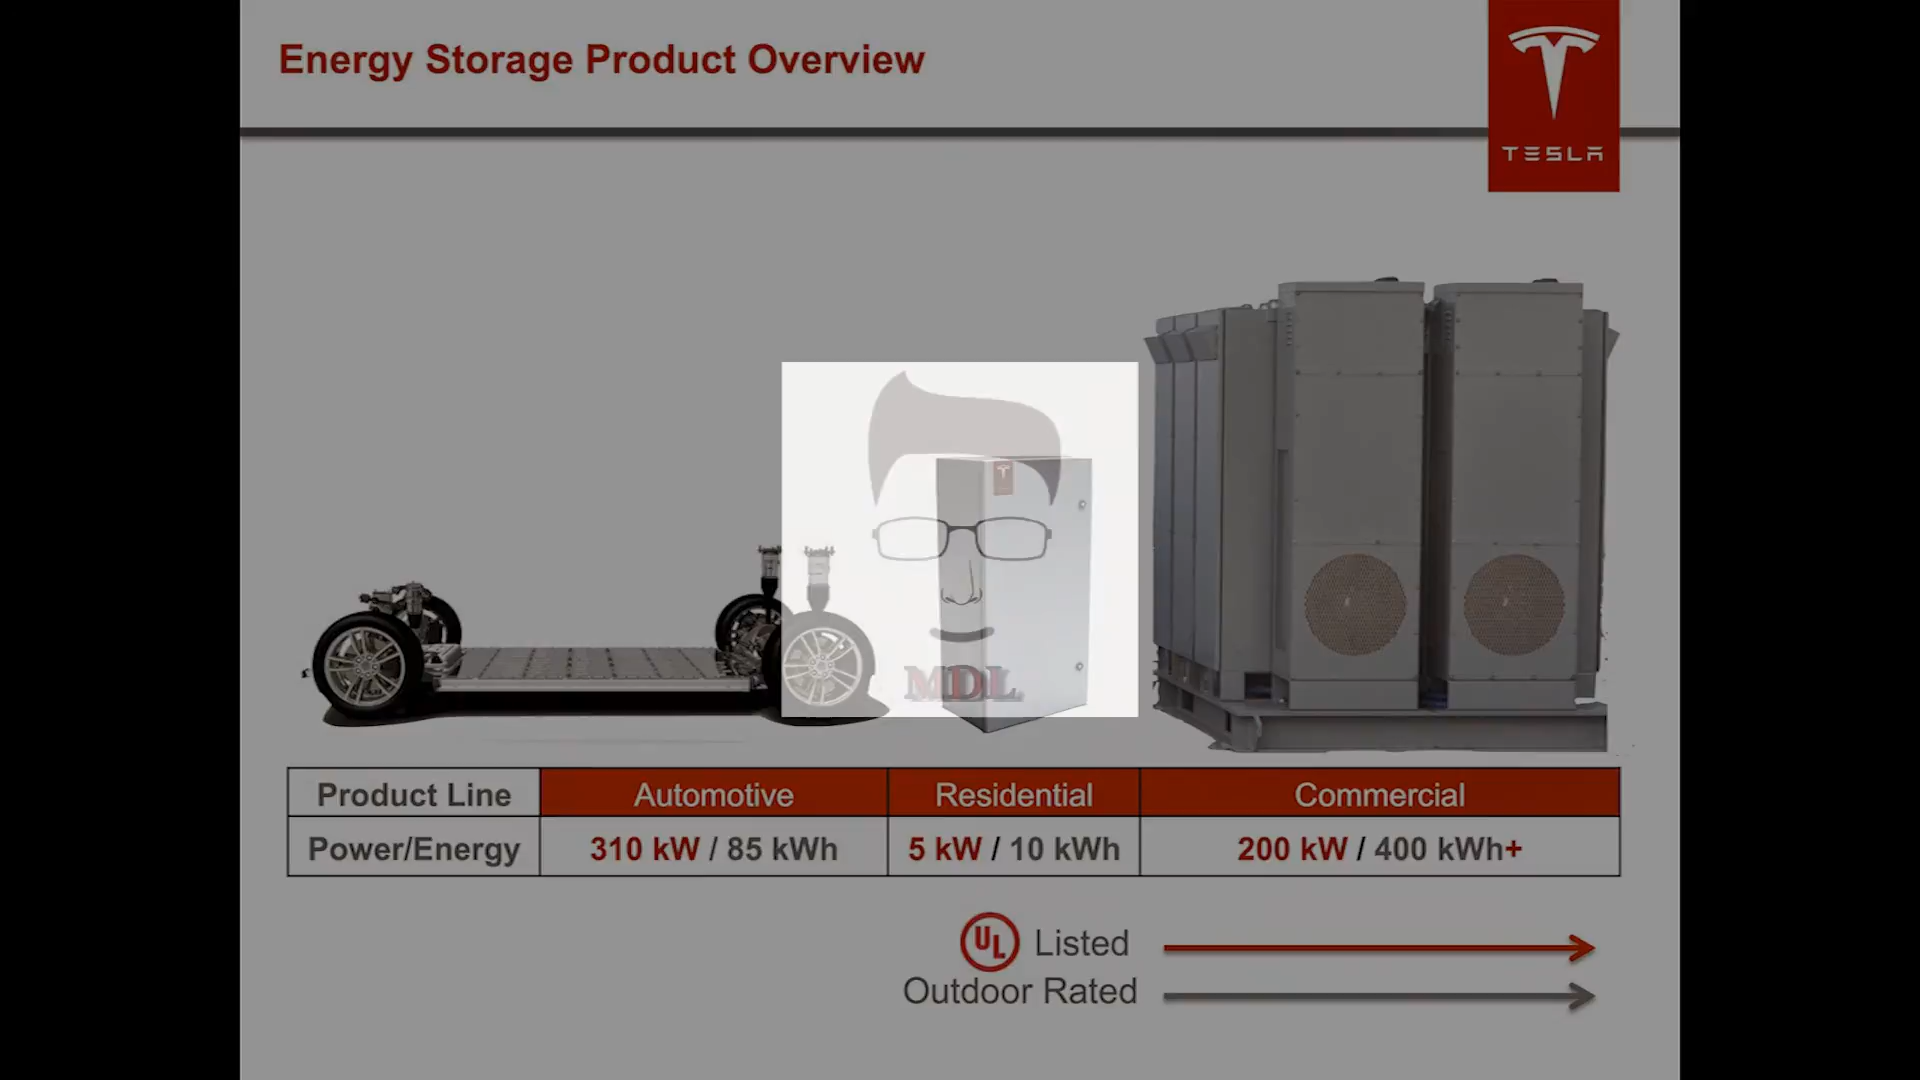 Energy Storage Product Overview
TESLA
MDL
Product Line Automotive Residential Commercial
Power/Energy 310 kW / 85 kWh 5 kW / 10 kWh 200 kW / 400 kWh+
UL Listed
Outdoor Rated